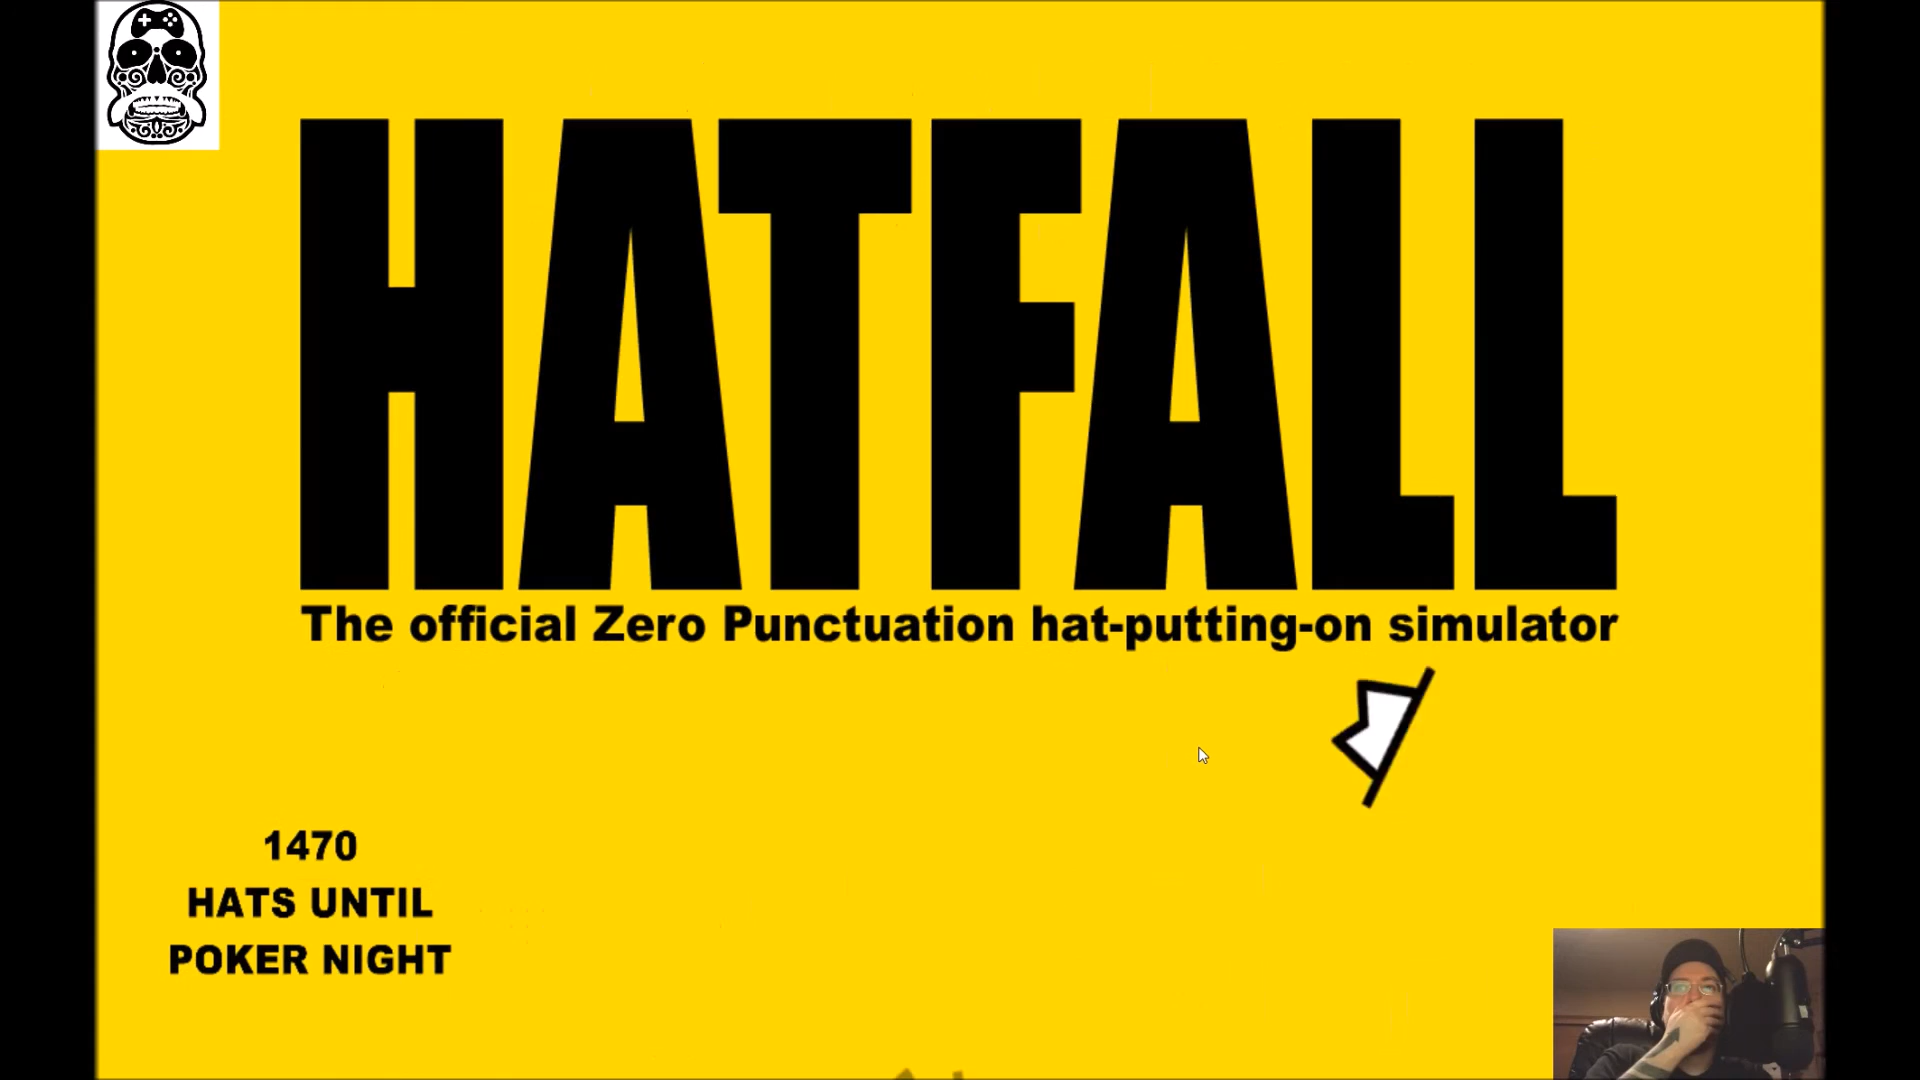 HATFALL
The official Zero Punctuation hat-putting-on simulator
1470
HATS UNTIL
POKER NIGHT